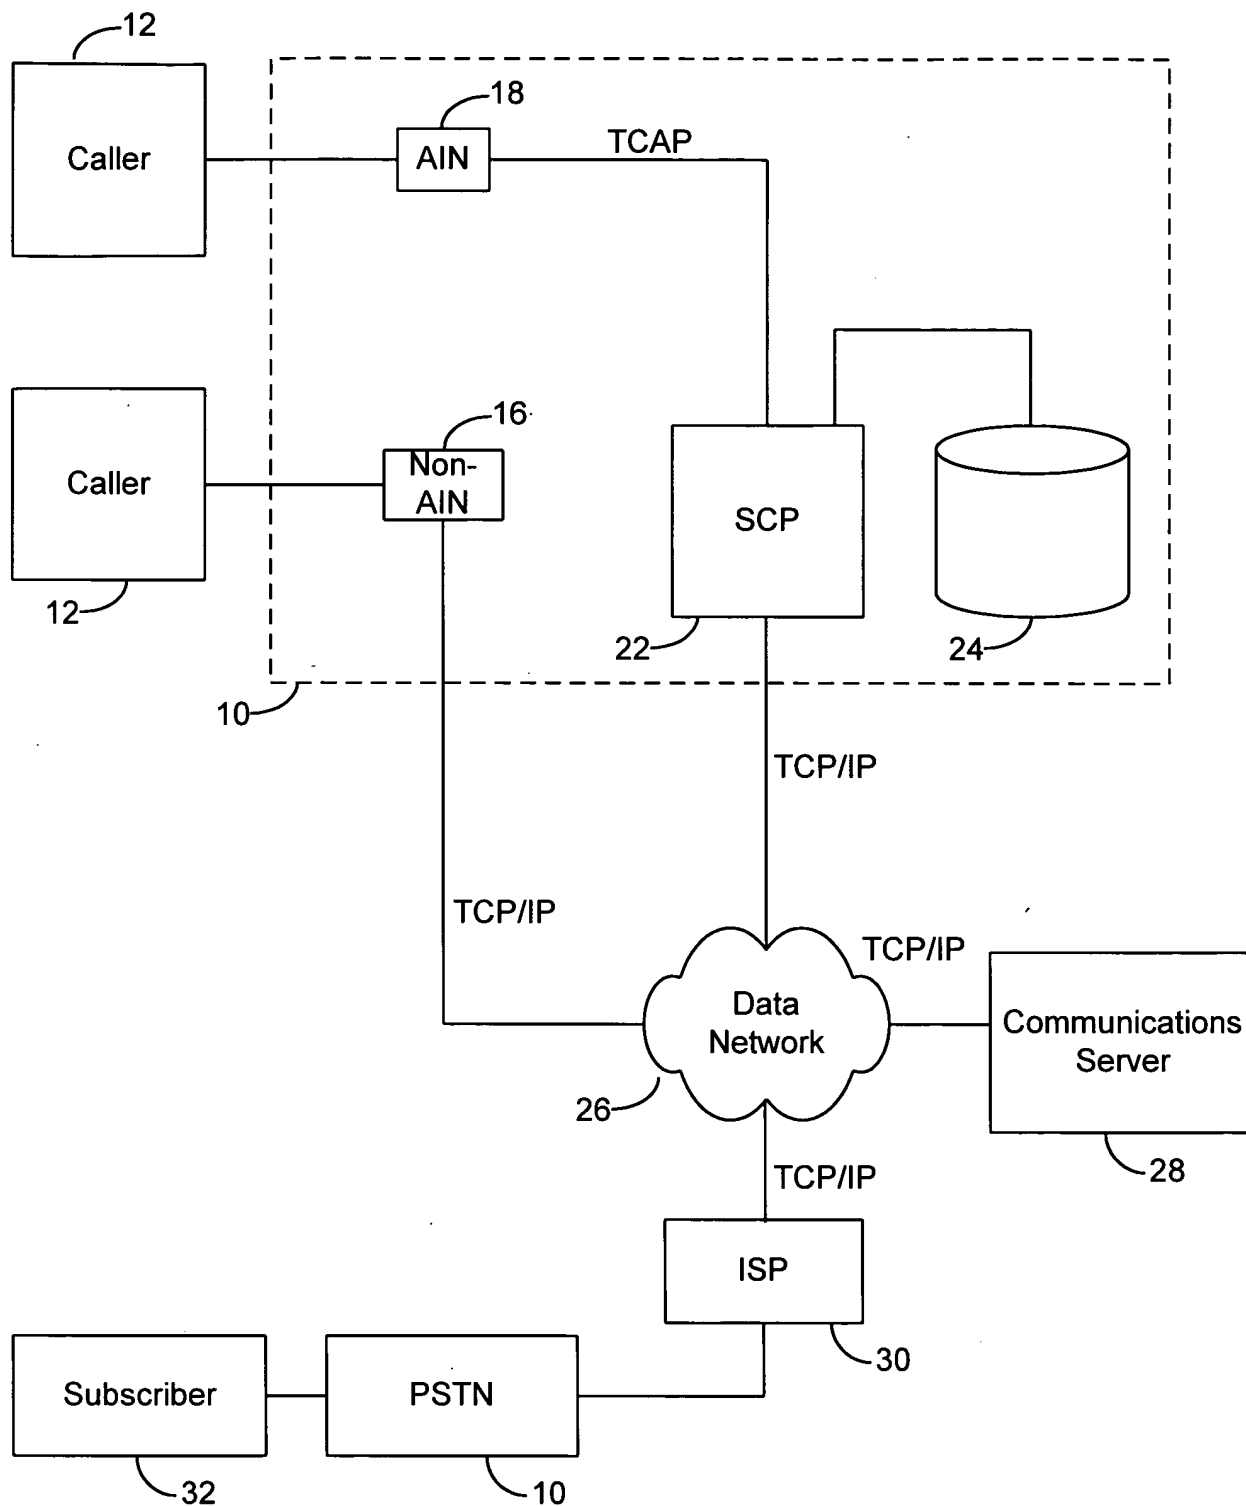 12
18
Caller
AIN
TCAP
16
Caller
Non-
AIN
SCP
12
22
24
10
TCP/IP
TCP/IP
TCP/IP
Data
Network
Communications
Server
26
28
TCP/IP
ISP
30
Subscriber
PSTN
32
10